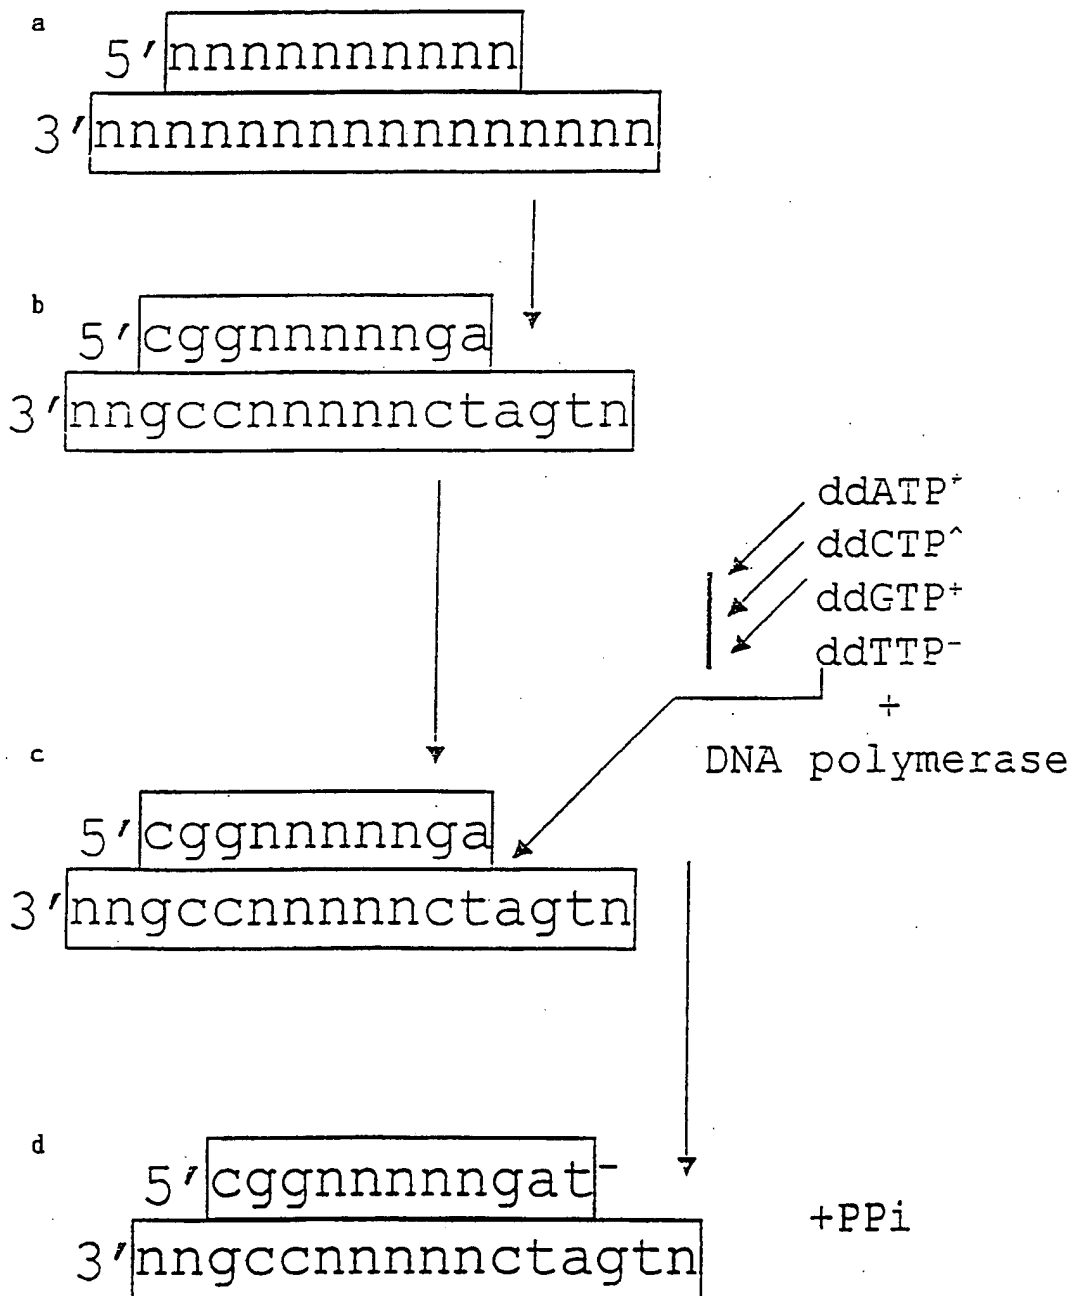 a
5'nnnnnnnnnn
3'nnnnnnnnnnnnnnnn
b
5'cggnnnnnga
3'nngccnnnnnctagtn
ddATP*
ddCTP^
ddGTP+
ddTTP-
+
DNA polymerase
c
5'cggnnnnnga
3'nngccnnnnnctagtn
d
5'cggnnnnngat-
3'nngccnnnnnctagtn
+PPi